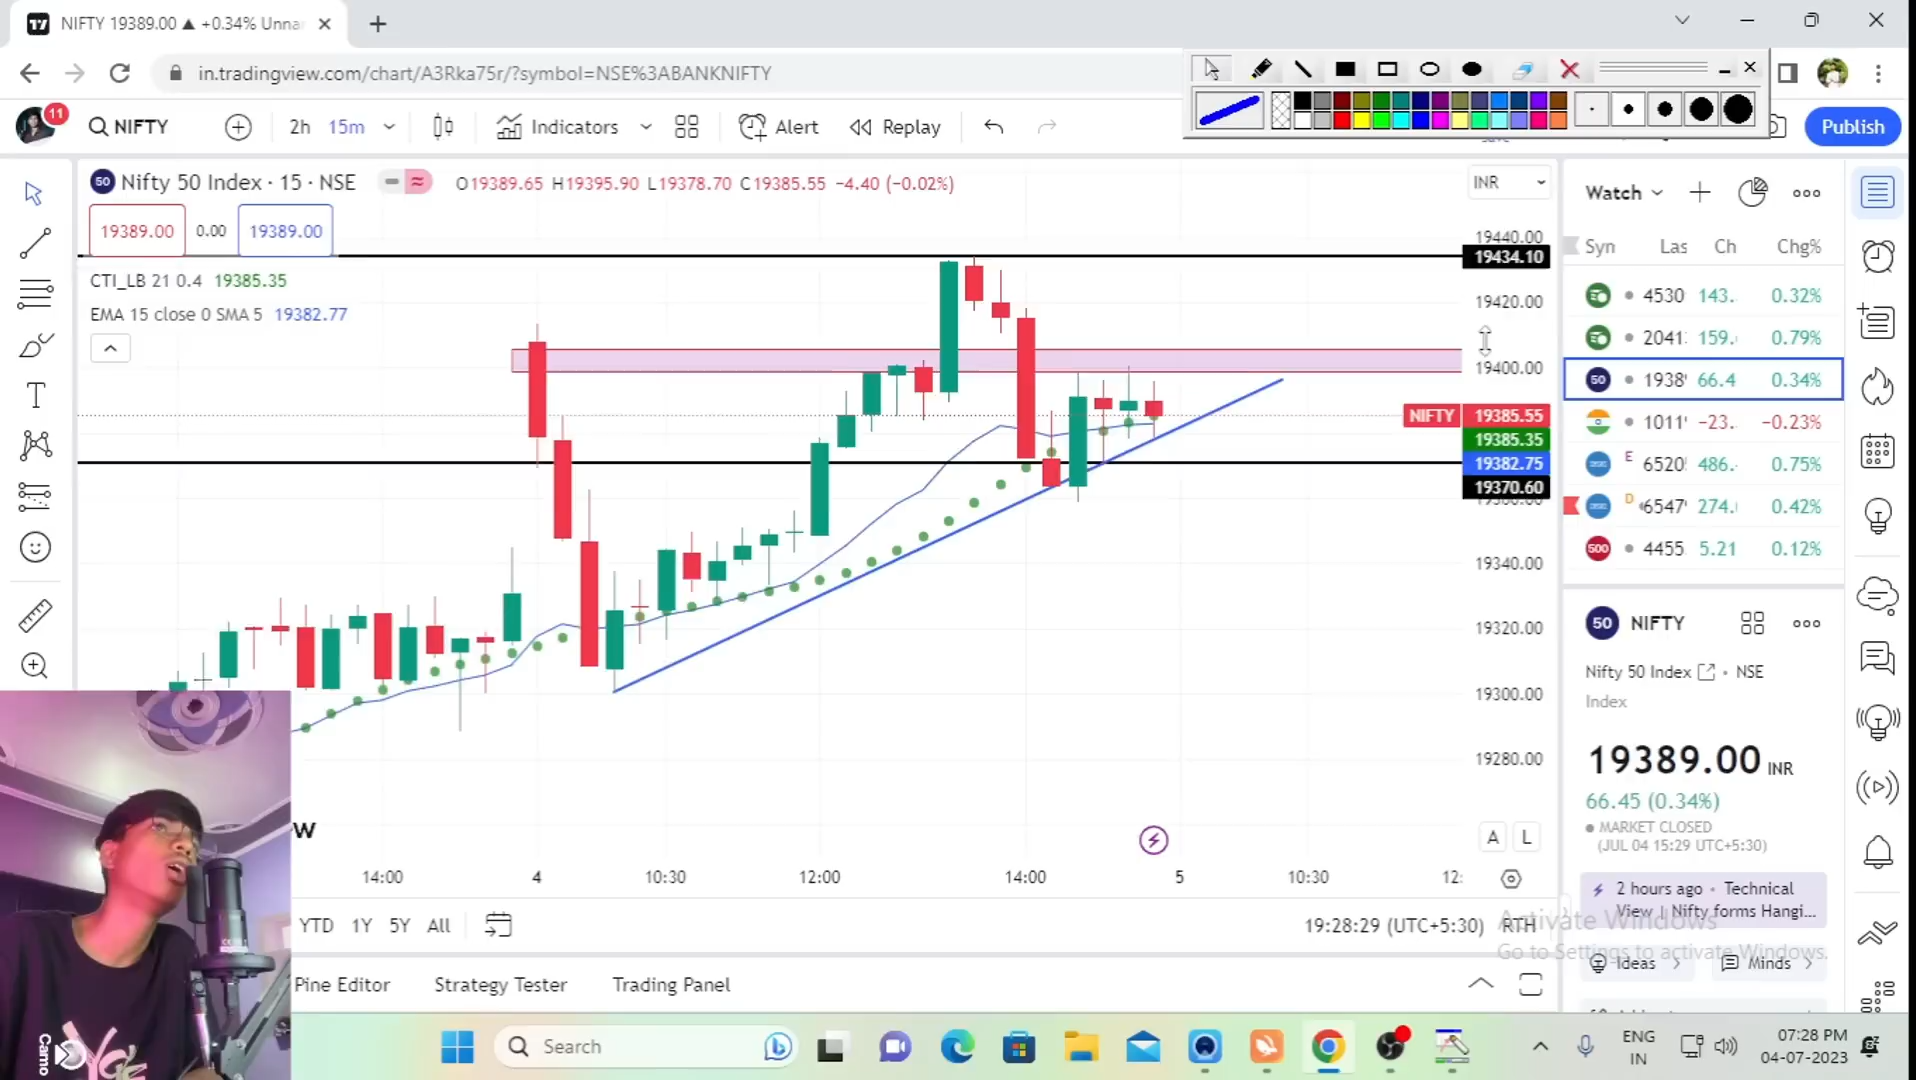 NIFTY 19389.00 ▲ +0.34% Unna
in.tradingview.com/chart/A3Rka75r/?symbol=NSE%3ABANKNIFTY
11
NIFTY
2h
15m
Indicators
Alert
Replay
Publish
Nifty 50 Index · 15 · NSE
O19389.65 H19395.90 L19378.70 C19385.55 −4.40 (−0.02%)
INR
19389.00
0.00
19389.00
CTI_LB 21 0.4 19385.35
EMA 15 close 0 SMA 5 19382.77
19440.00
19434.10
19420.00
19400.00
NIFTY 19385.55
19385.35
19382.75
19370.60
19340.00
19320.00
19300.00
19280.00
A L
14:00 4 10:30 12:00 14:00 5 10:30 12:
YTD 1Y 5Y All
19:28:29 (UTC+5:30) RTH
Pine Editor Strategy Tester Trading Panel
Watch
Syn Las Ch Chg%
4530 143. 0.32%
2041 159. 0.79%
50 1938 66.4 0.34%
1011 −23. −0.23%
E 6520 486. 0.75%
D 6547 274. 0.42%
500 4455 5.21 0.12%
50 NIFTY
Nifty 50 Index · NSE
Index
19389.00 INR
66.45 (0.34%)
MARKET CLOSED
(JUL 04 15:29 UTC+5:30)
2 hours ago · Technical
View | Nifty forms Hangi...
Activate Windows
Go to Settings to activate Windows.
Ideas
Minds
Camo
Search
ENG
IN
07:28 PM
04-07-2023